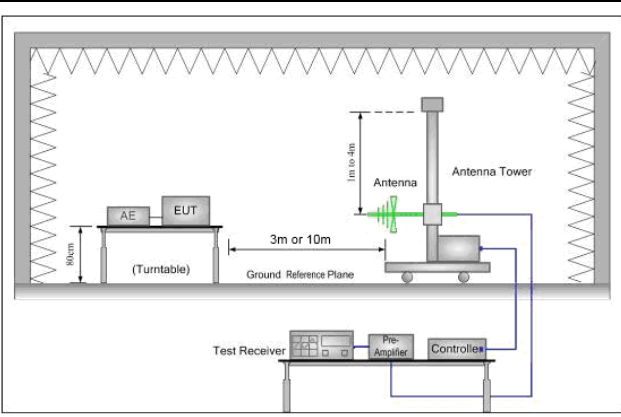 1m to 4m
Antenna
Antenna Tower
AE
EUT
80cm
(Turntable)
3m or 10m
Ground Reference Plane
Test Receiver
Pre-
Amplifier
Controlle